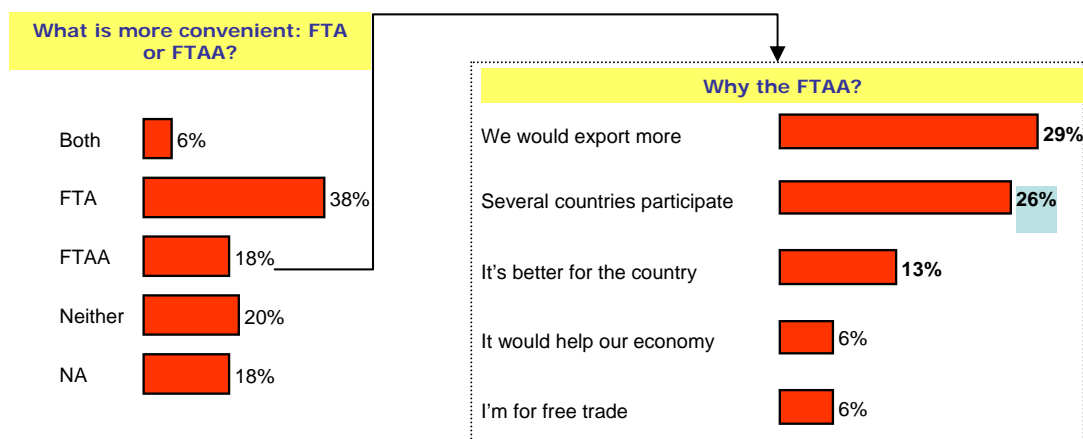 What is more convenient: FTA
or FTAA?
Both
6%
FTA
38%
FTAA
18%
Neither
20%
NA
18%
Why the FTAA?
We would export more
29%
Several countries participate
26%
It's better for the country
13%
It would help our economy
6%
I'm for free trade
6%